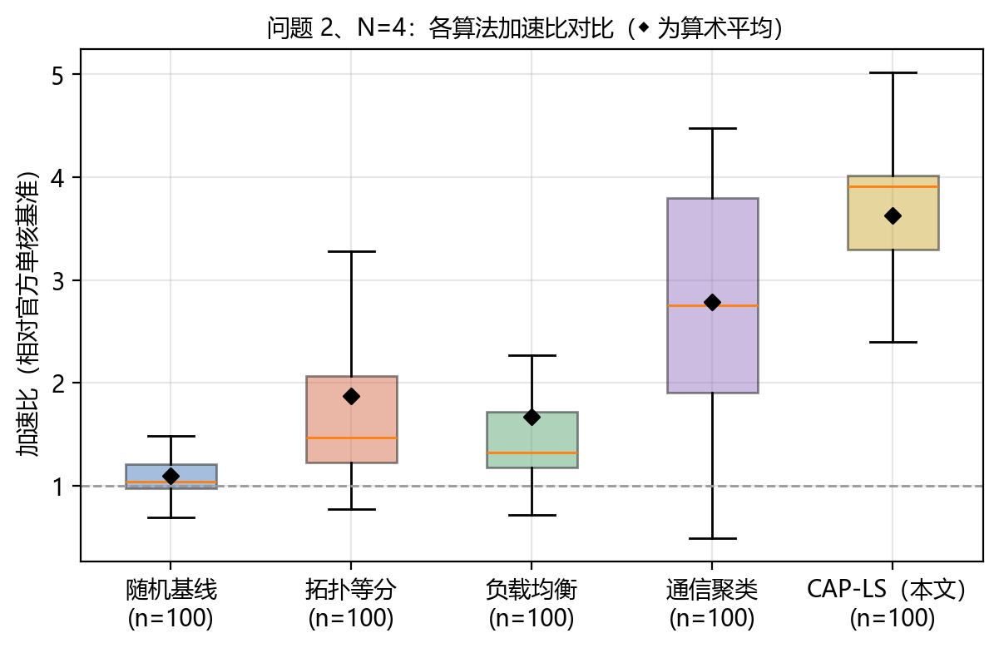 问题 2、N=4：各算法加速比对比（◆ 为算术平均）
加速比（相对官方单核基准）
5
4
3
2
1
随机基线
(n=100)
拓扑等分
(n=100)
负载均衡
(n=100)
通信聚类
(n=100)
CAP-LS（本文）
(n=100)